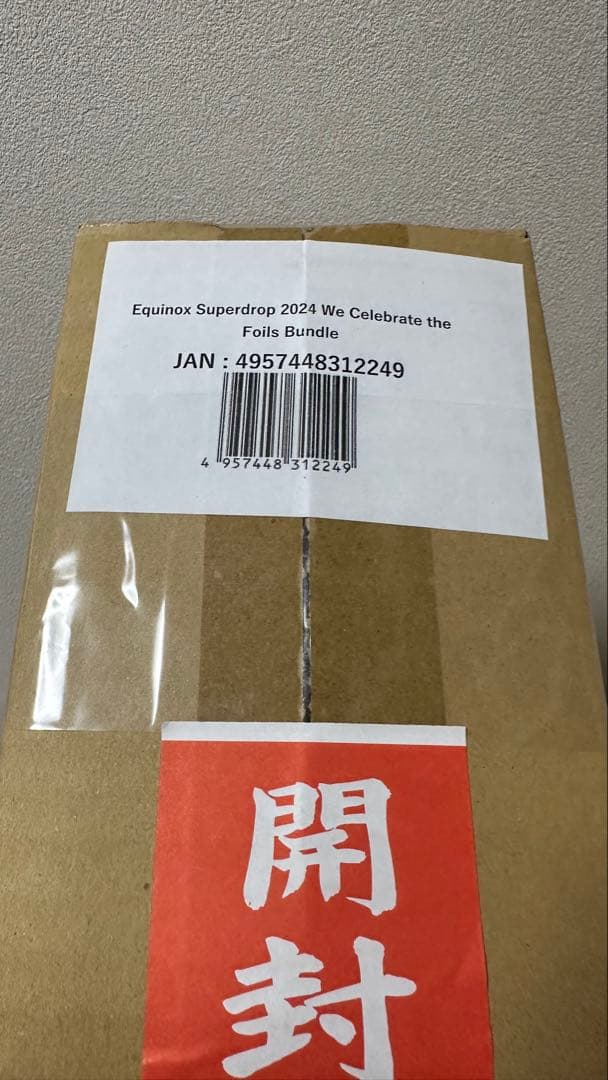 Equinox Superdrop 2024 We Celebrate the
Foils Bundle
JAN : 4957448312249
4 957448 312249
開
封